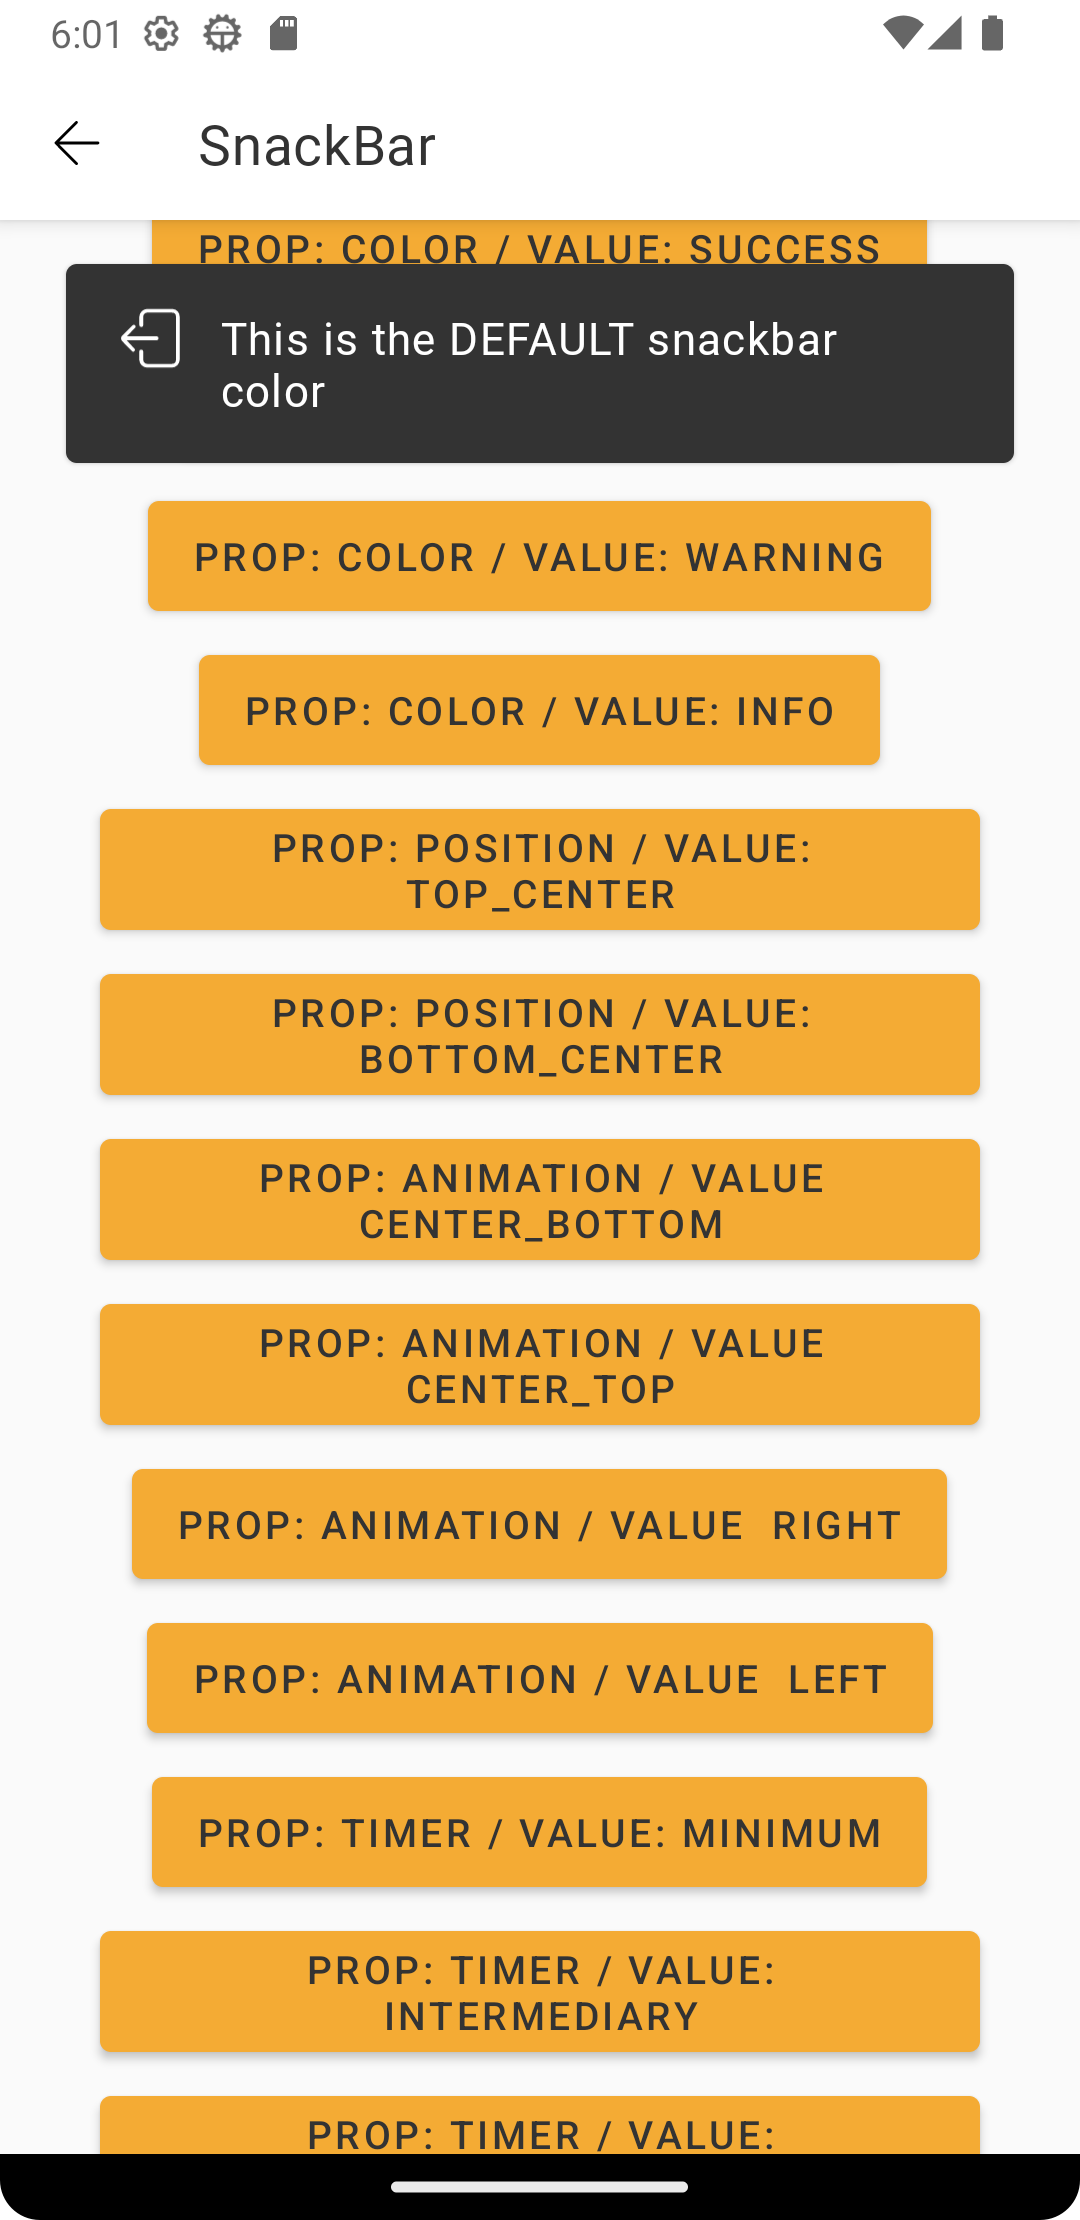 6:01
SnackBar
PROP: COLOR / VALUE: SUCCESS
This is the DEFAULT snackbar
color
PROP: COLOR / VALUE: WARNING
PROP: COLOR / VALUE: INFO
PROP: POSITION / VALUE:
TOP_CENTER
PROP: POSITION / VALUE:
BOTTOM_CENTER
PROP: ANIMATION / VALUE
CENTER_BOTTOM
PROP: ANIMATION / VALUE
CENTER_TOP
PROP: ANIMATION / VALUE  RIGHT
PROP: ANIMATION / VALUE  LEFT
PROP: TIMER / VALUE: MINIMUM
PROP: TIMER / VALUE:
INTERMEDIARY
PROP: TIMER / VALUE: